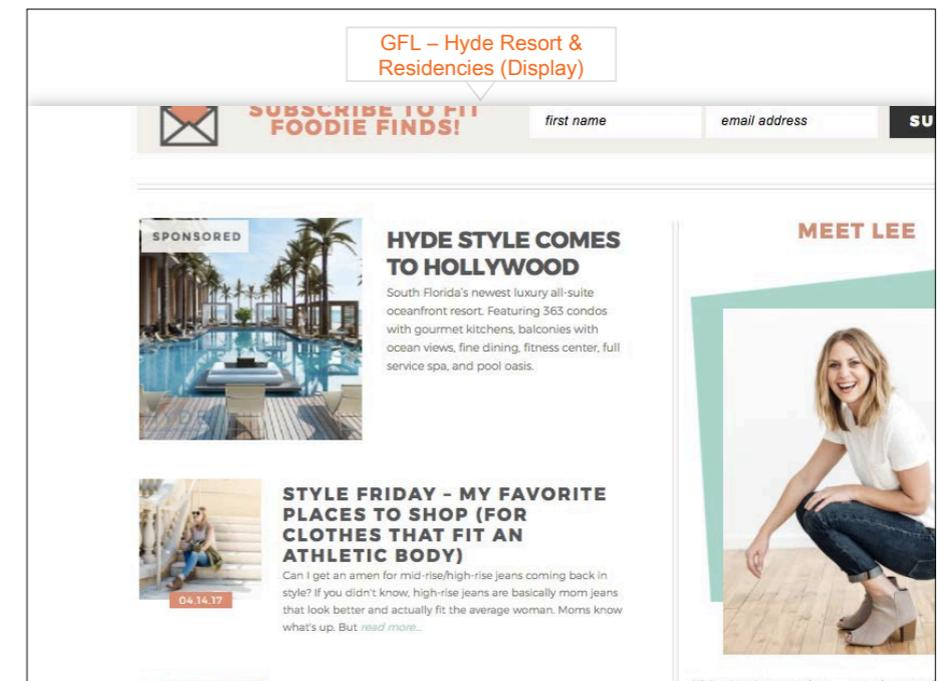 GFL – Hyde Resort &
Residencies (Display)
SUBSCRIBE TO FIT
FOODIE FINDS!
first name
email address
SU
SPONSORED
HYDE STYLE COMES
TO HOLLYWOOD
South Florida's newest luxury all-suite
oceanfront resort. Featuring 363 condos
with gourmet kitchens, balconies with
ocean views, fine dining, fitness center, full
service spa, and pool oasis.
MEET LEE
STYLE FRIDAY – MY FAVORITE
PLACES TO SHOP (FOR
CLOTHES THAT FIT AN
ATHLETIC BODY)
04.14.17
Can I get an amen for mid-rise/high-rise jeans coming back in
style? If you didn't know, high-rise jeans are basically mom jeans
that look better and actually fit the average woman. Moms know
what's up. But read more...